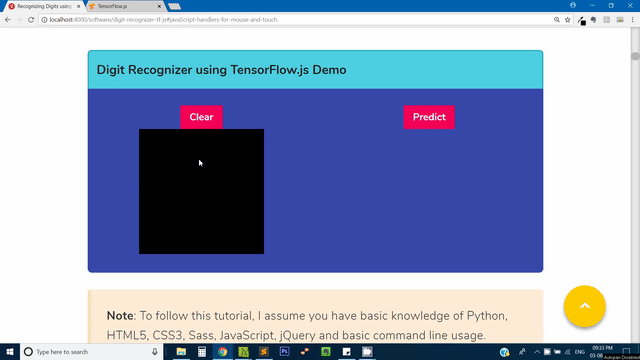 Recognizing Digits using
TensorFlow.js
localhost:4000/software/digit-recognizer-tf-js#javaScript-handlers-for-mouse-and-touch
Digit Recognizer using TensorFlow.js Demo
Clear
Predict
Note: To follow this tutorial, I assume you have basic knowledge of Python,
HTML5, CSS3, Sass, JavaScript, jQuery and basic command line usage.
Type here to search
ENG
09:33 PM
03-08
Autopen Disabled